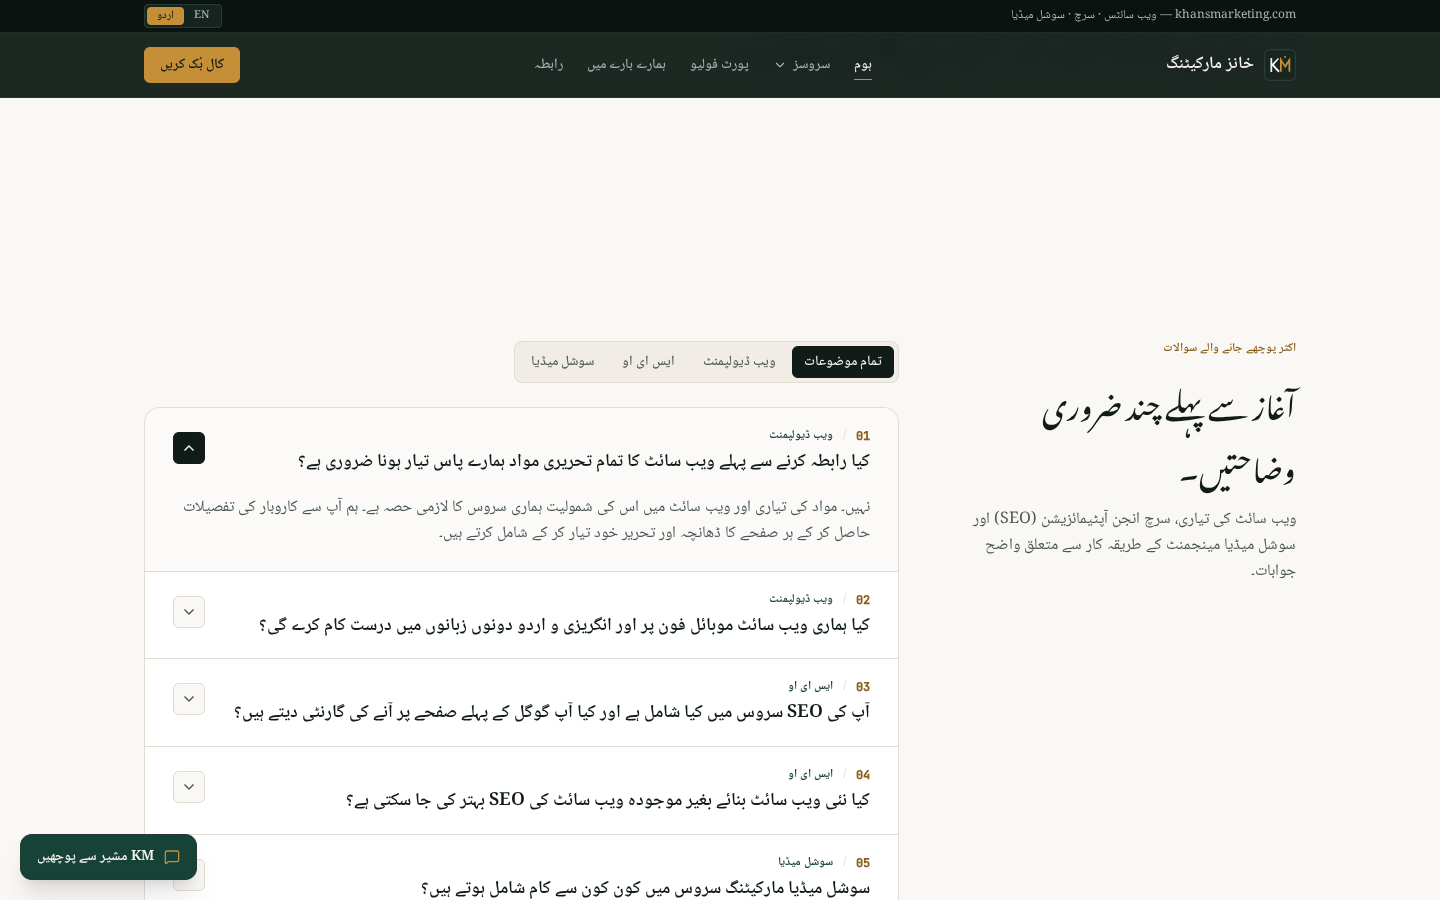 khansmarketing.com — ویب سائٹس · سرچ · سوشل میڈیا
اردو
EN
KM
خانز مارکیٹنگ
ہوم
سروسز
پورٹ فولیو
ہمارے بارے میں
رابطہ
کال بُک کریں
اکثر پوچھے جانے والے سوالات
آغاز سے پہلے چند ضروری
وضاحتیں۔
ویب سائٹ کی تیاری، سرچ انجن آپٹیمائزیشن (SEO) اور
سوشل میڈیا مینجمنٹ کے طریقہ کار سے متعلق واضح
جوابات۔
تمام موضوعات
ویب ڈیولپمنٹ
ایس ای او
سوشل میڈیا
01 / ویب ڈیولپمنٹ
کیا رابطہ کرنے سے پہلے ویب سائٹ کا تمام تحریری مواد ہمارے پاس تیار ہونا ضروری ہے؟
نہیں۔ مواد کی تیاری اور ویب سائٹ میں اس کی شمولیت ہماری سروس کا لازمی حصہ ہے۔ ہم آپ سے کاروبار کی تفصیلات
حاصل کر کے ہر صفحے کا ڈھانچہ اور تحریر خود تیار کر کے شامل کرتے ہیں۔
02 / ویب ڈیولپمنٹ
کیا ہماری ویب سائٹ موبائل فون پر اور انگریزی و اردو دونوں زبانوں میں درست کام کرے گی؟
03 / ایس ای او
آپ کی SEO سروس میں کیا شامل ہے اور کیا آپ گوگل کے پہلے صفحے پر آنے کی گارنٹی دیتے ہیں؟
04 / ایس ای او
کیا نئی ویب سائٹ بنائے بغیر موجودہ ویب سائٹ کی SEO بہتر کی جا سکتی ہے؟
05 / سوشل میڈیا
سوشل میڈیا مارکیٹنگ سروس میں کون کون سے کام شامل ہوتے ہیں؟
KM مشیر سے پوچھیں